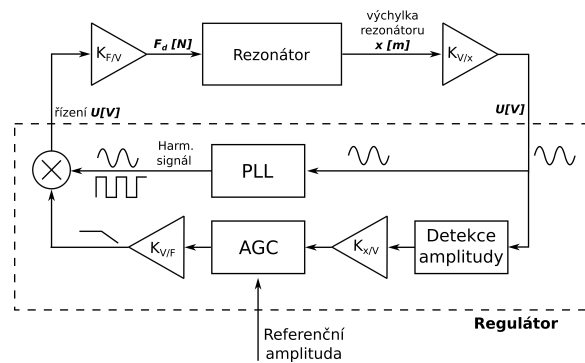 K_F/V
F_d [N]
Rezonátor
výchylka
rezonátoru
x [m]
K_V/x
řízení U[V]
U[V]
Harm.
signál
PLL
K_V/F
AGC
K_x/V
Detekce
amplitudy
Regulátor
Referenční
amplituda